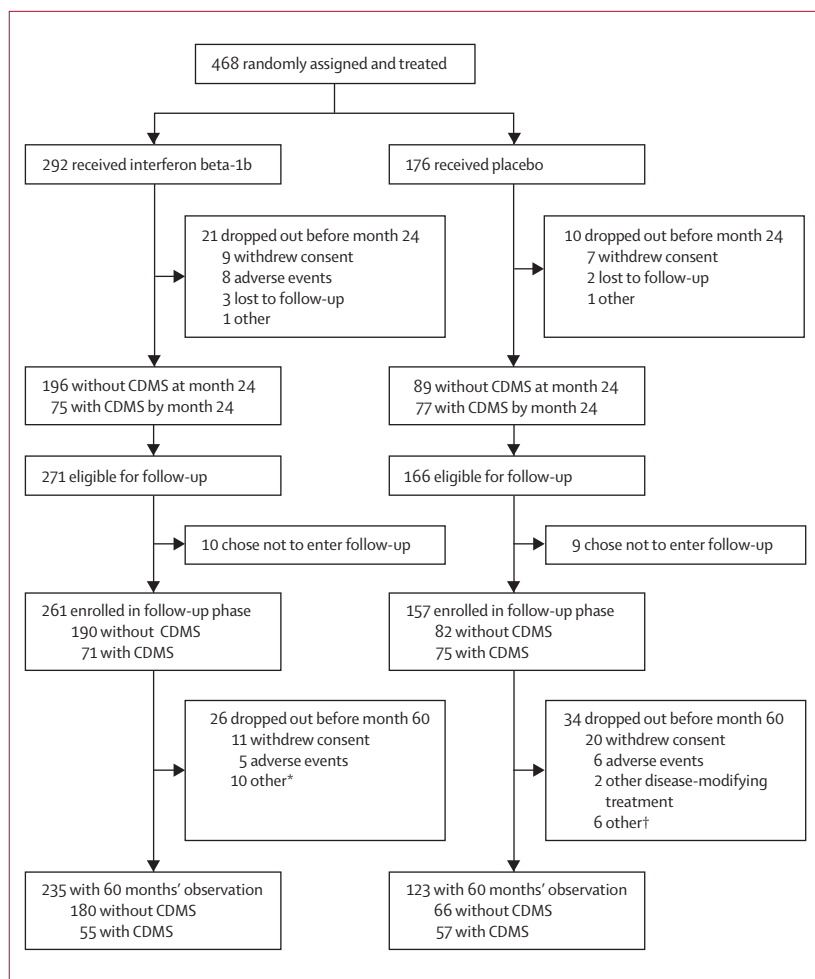 468 randomly assigned and treated
292 received interferon beta-1b
176 received placebo
21 dropped out before month 24
9 withdrew consent
8 adverse events
3 lost to follow-up
1 other
10 dropped out before month 24
7 withdrew consent
2 lost to follow-up
1 other
196 without CDMS at month 24
75 with CDMS by month 24
89 without CDMS at month 24
77 with CDMS by month 24
271 eligible for follow-up
166 eligible for follow-up
10 chose not to enter follow-up
9 chose not to enter follow-up
261 enrolled in follow-up phase
190 without CDMS
71 with CDMS
157 enrolled in follow-up phase
82 without CDMS
75 with CDMS
26 dropped out before month 60
11 withdrew consent
5 adverse events
10 other*
34 dropped out before month 60
20 withdrew consent
6 adverse events
2 other disease-modifying
treatment
6 other†
235 with 60 months' observation
180 without CDMS
55 with CDMS
123 with 60 months' observation
66 without CDMS
57 with CDMS